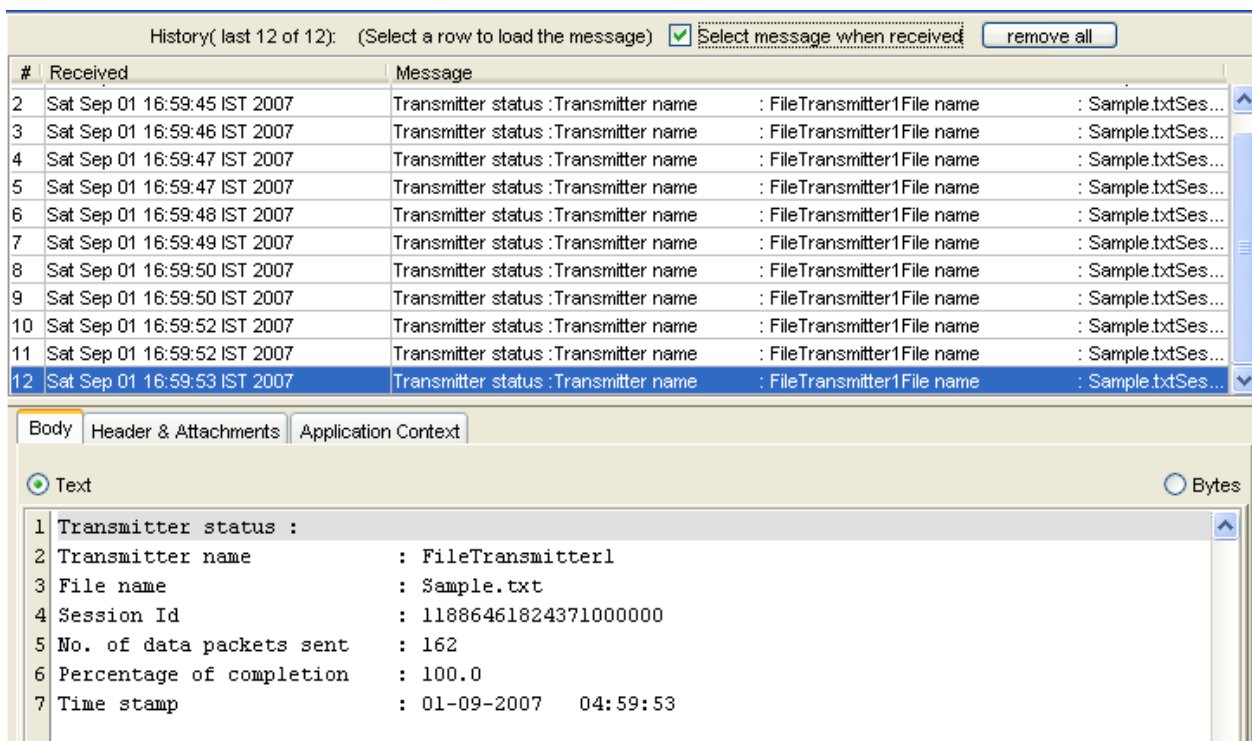 History( last 12 of 12): (Select a row to load the message) Select message when received remove all
# Received Message
2 Sat Sep 01 16:59:45 IST 2007 Transmitter status :Transmitter name : FileTransmitter1File name : Sample.txtSes...
3 Sat Sep 01 16:59:46 IST 2007 Transmitter status :Transmitter name : FileTransmitter1File name : Sample.txtSes...
4 Sat Sep 01 16:59:47 IST 2007 Transmitter status :Transmitter name : FileTransmitter1File name : Sample.txtSes...
5 Sat Sep 01 16:59:47 IST 2007 Transmitter status :Transmitter name : FileTransmitter1File name : Sample.txtSes...
6 Sat Sep 01 16:59:48 IST 2007 Transmitter status :Transmitter name : FileTransmitter1File name : Sample.txtSes...
7 Sat Sep 01 16:59:49 IST 2007 Transmitter status :Transmitter name : FileTransmitter1File name : Sample.txtSes...
8 Sat Sep 01 16:59:50 IST 2007 Transmitter status :Transmitter name : FileTransmitter1File name : Sample.txtSes...
9 Sat Sep 01 16:59:50 IST 2007 Transmitter status :Transmitter name : FileTransmitter1File name : Sample.txtSes...
10 Sat Sep 01 16:59:52 IST 2007 Transmitter status :Transmitter name : FileTransmitter1File name : Sample.txtSes...
11 Sat Sep 01 16:59:52 IST 2007 Transmitter status :Transmitter name : FileTransmitter1File name : Sample.txtSes...
12 Sat Sep 01 16:59:53 IST 2007 Transmitter status :Transmitter name : FileTransmitter1File name : Sample.txtSes...
Body Header & Attachments Application Context
Text Bytes
1 Transmitter status :
2 Transmitter name : FileTransmitter1
3 File name : Sample.txt
4 Session Id : 11886461824371000000
5 No. of data packets sent : 162
6 Percentage of completion : 100.0
7 Time stamp : 01-09-2007 04:59:53